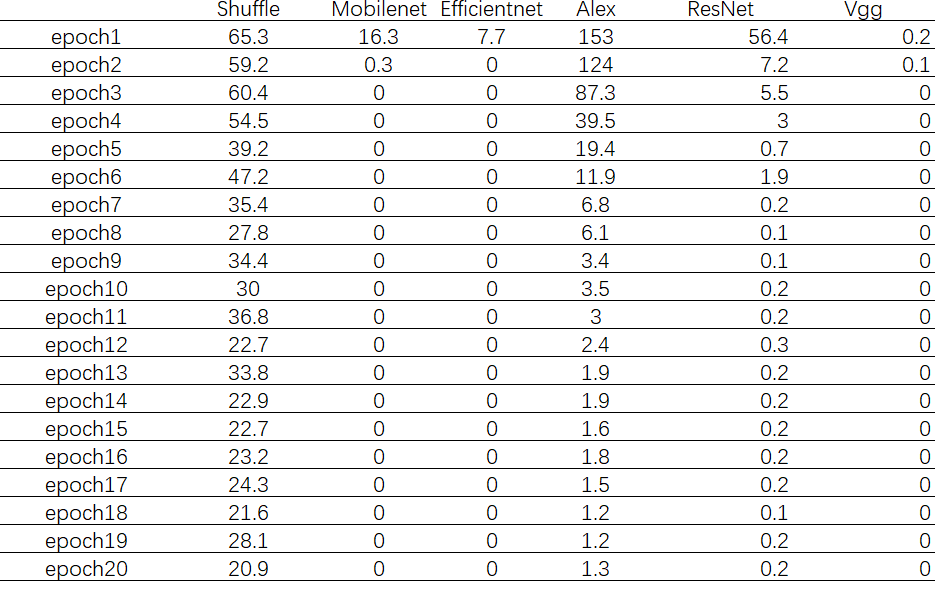 Shuffle Mobilenet Efficientnet Alex ResNet Vgg
epoch1 65.3 16.3 7.7 153 56.4 0.2
epoch2 59.2 0.3 0 124 7.2 0.1
epoch3 60.4 0 0 87.3 5.5 0
epoch4 54.5 0 0 39.5 3 0
epoch5 39.2 0 0 19.4 0.7 0
epoch6 47.2 0 0 11.9 1.9 0
epoch7 35.4 0 0 6.8 0.2 0
epoch8 27.8 0 0 6.1 0.1 0
epoch9 34.4 0 0 3.4 0.1 0
epoch10 30 0 0 3.5 0.2 0
epoch11 36.8 0 0 3 0.2 0
epoch12 22.7 0 0 2.4 0.3 0
epoch13 33.8 0 0 1.9 0.2 0
epoch14 22.9 0 0 1.9 0.2 0
epoch15 22.7 0 0 1.6 0.2 0
epoch16 23.2 0 0 1.8 0.2 0
epoch17 24.3 0 0 1.5 0.2 0
epoch18 21.6 0 0 1.2 0.1 0
epoch19 28.1 0 0 1.2 0.2 0
epoch20 20.9 0 0 1.3 0.2 0